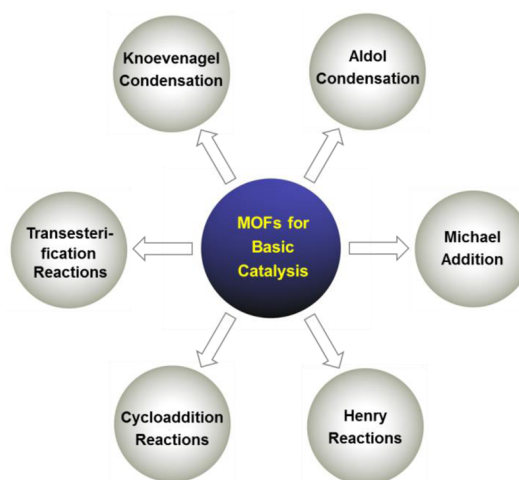 Knoevenagel
Condensation
Aldol
Condensation
Transesteri-
fication
Reactions
MOFs for
Basic
Catalysis
Michael
Addition
Cycloaddition
Reactions
Henry
Reactions